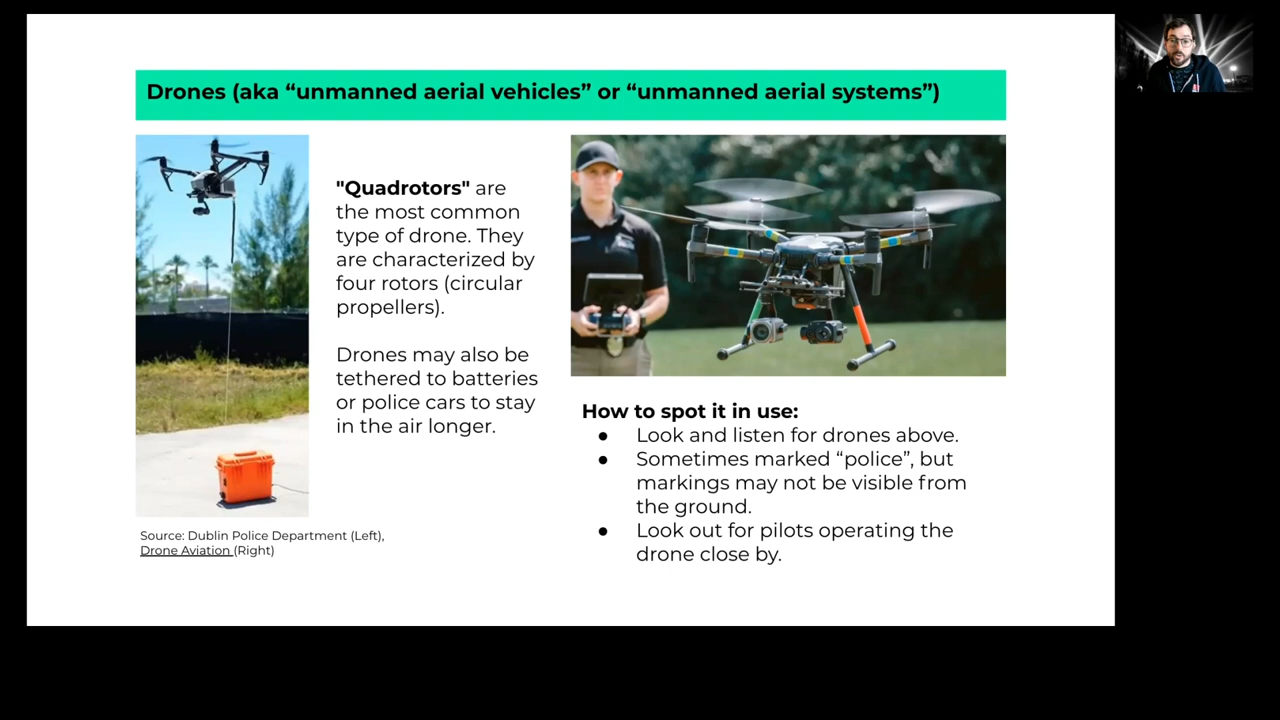 Drones (aka “unmanned aerial vehicles” or “unmanned aerial systems”)
"Quadrotors" are
the most common
type of drone. They
are characterized by
four rotors (circular
propellers).
Drones may also be
tethered to batteries
or police cars to stay
in the air longer.
Source: Dublin Police Department (Left),
Drone Aviation (Right)
How to spot it in use:
● Look and listen for drones above.
● Sometimes marked “police”, but
markings may not be visible from
the ground.
● Look out for pilots operating the
drone close by.